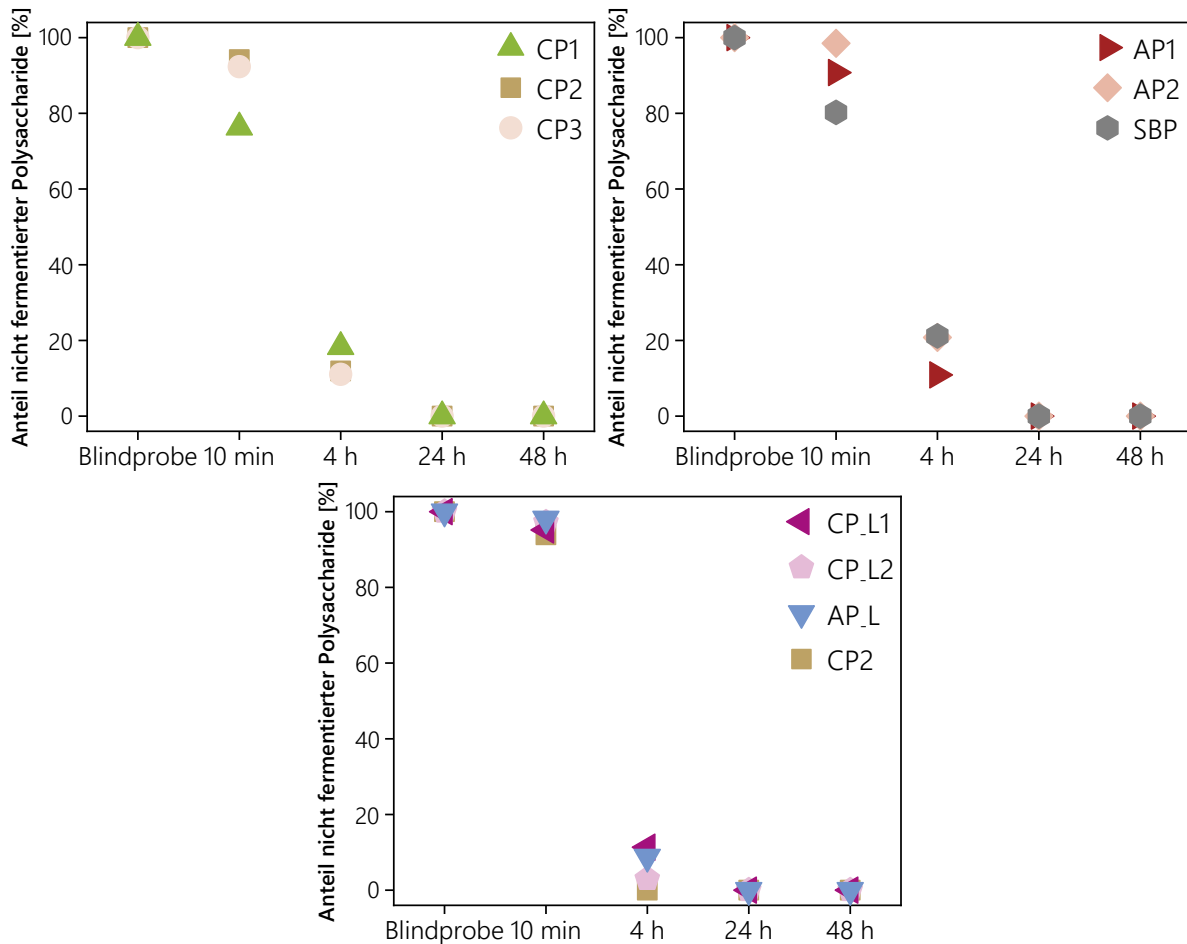 Anteil nicht fermentierter Polysaccharide [%]
100
80
60
40
20
0
CP1
CP2
CP3
Blindprobe 10 min 4 h 24 h 48 h
Anteil nicht fermentierter Polysaccharide [%]
100
80
60
40
20
0
AP1
AP2
SBP
Blindprobe 10 min 4 h 24 h 48 h
Anteil nicht fermentierter Polysaccharide [%]
100
80
60
40
20
0
CP_L1
CP_L2
AP_L
CP2
Blindprobe 10 min 4 h 24 h 48 h